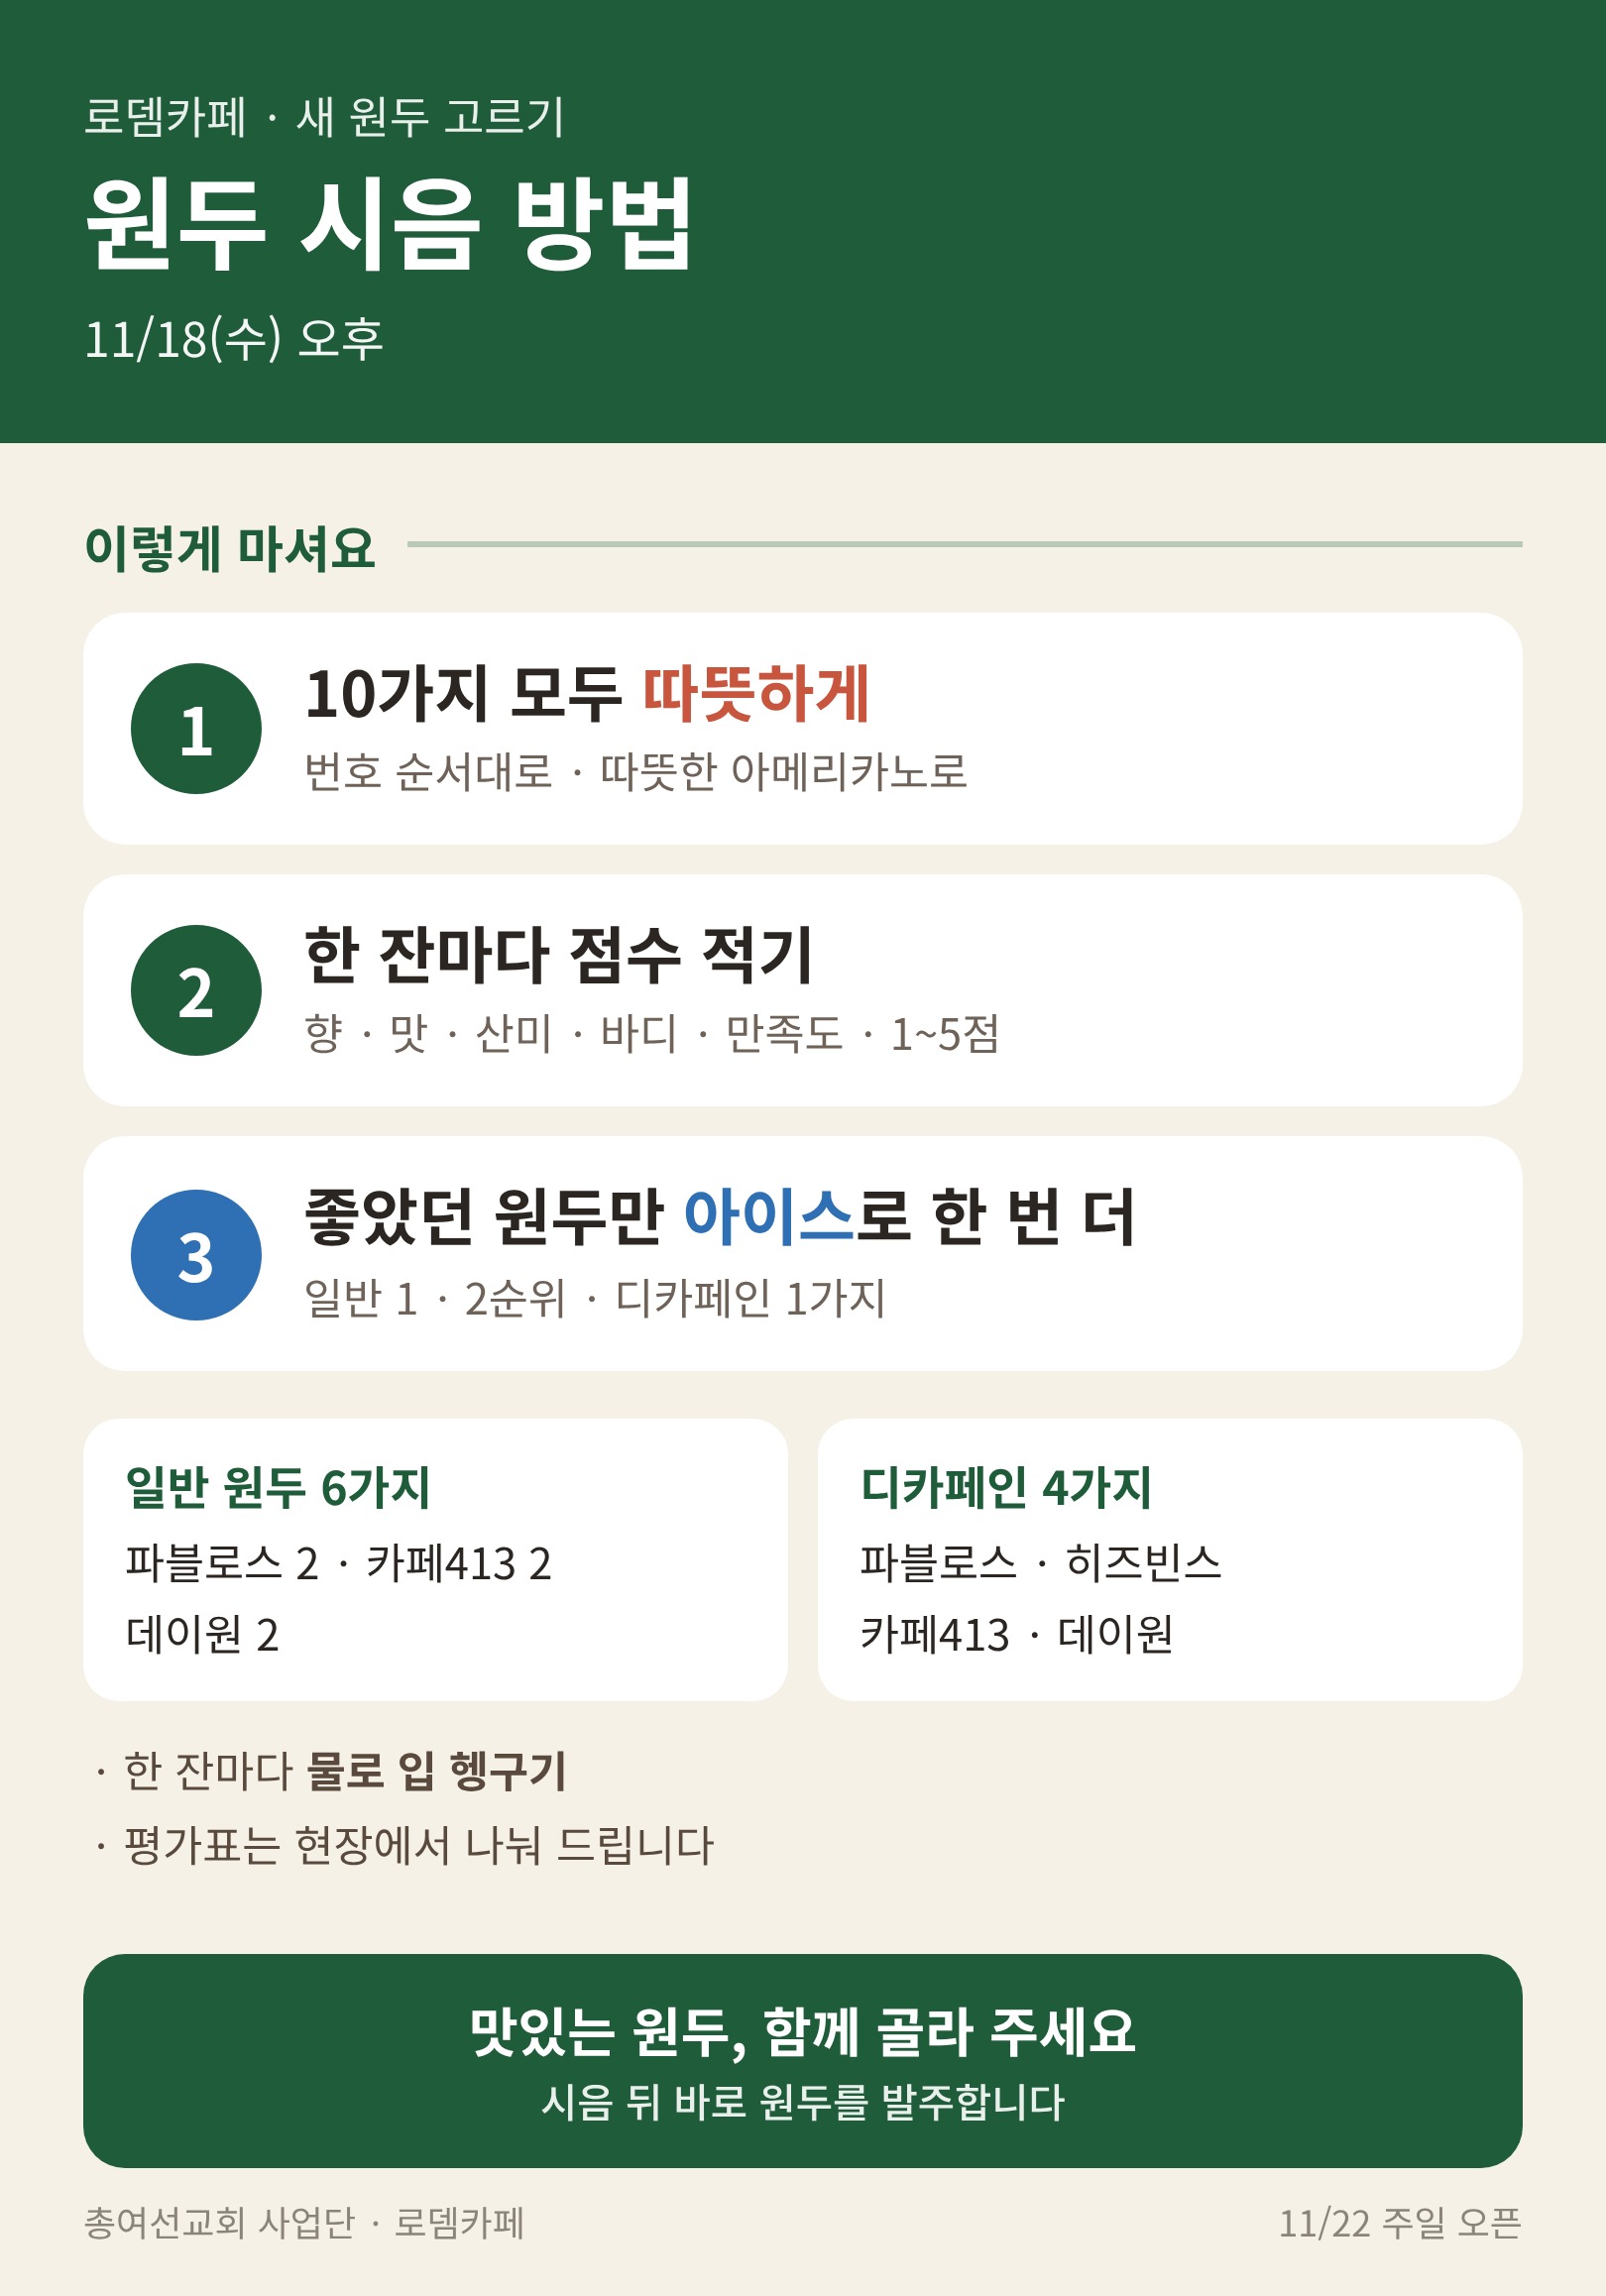 로뎀카페 · 새 원두 고르기
원두 시음 방법
11/18(수) 오후
이렇게 마셔요
1
10가지 모두 따뜻하게
번호 순서대로 · 따뜻한 아메리카노로
2
한 잔마다 점수 적기
향 · 맛 · 산미 · 바디 · 만족도 · 1~5점
3
좋았던 원두만 아이스로 한 번 더
일반 1 · 2순위 · 디카페인 1가지
일반 원두 6가지
파블로스 2 · 카페413 2
데이원 2
디카페인 4가지
파블로스 · 히즈빈스
카페413 · 데이원
· 한 잔마다 물로 입 헹구기
· 평가표는 현장에서 나눠 드립니다
맛있는 원두, 함께 골라 주세요
시음 뒤 바로 원두를 발주합니다
총여선교회 사업단 · 로뎀카페
11/22 주일 오픈